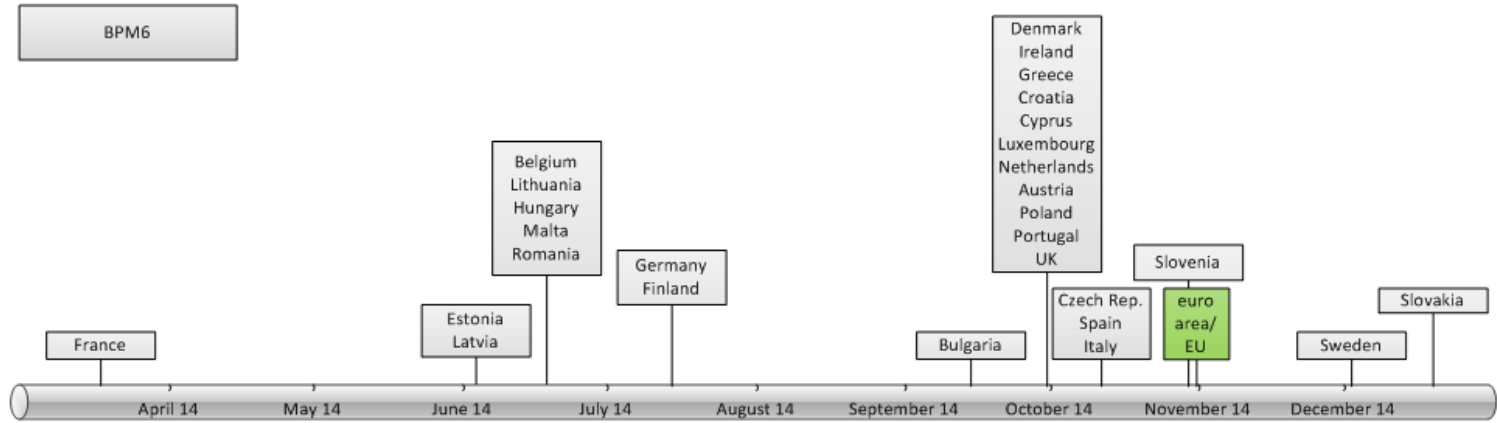 BPM6
France
Estonia
Latvia
Belgium
Lithuania
Hungary
Malta
Romania
Germany
Finland
Bulgaria
Denmark
Ireland
Greece
Croatia
Cyprus
Luxembourg
Netherlands
Austria
Poland
Portugal
UK
Czech Rep.
Spain
Italy
Slovenia
euro
area/
EU
Sweden
Slovakia
April 14
May 14
June 14
July 14
August 14
September 14
October 14
November 14
December 14